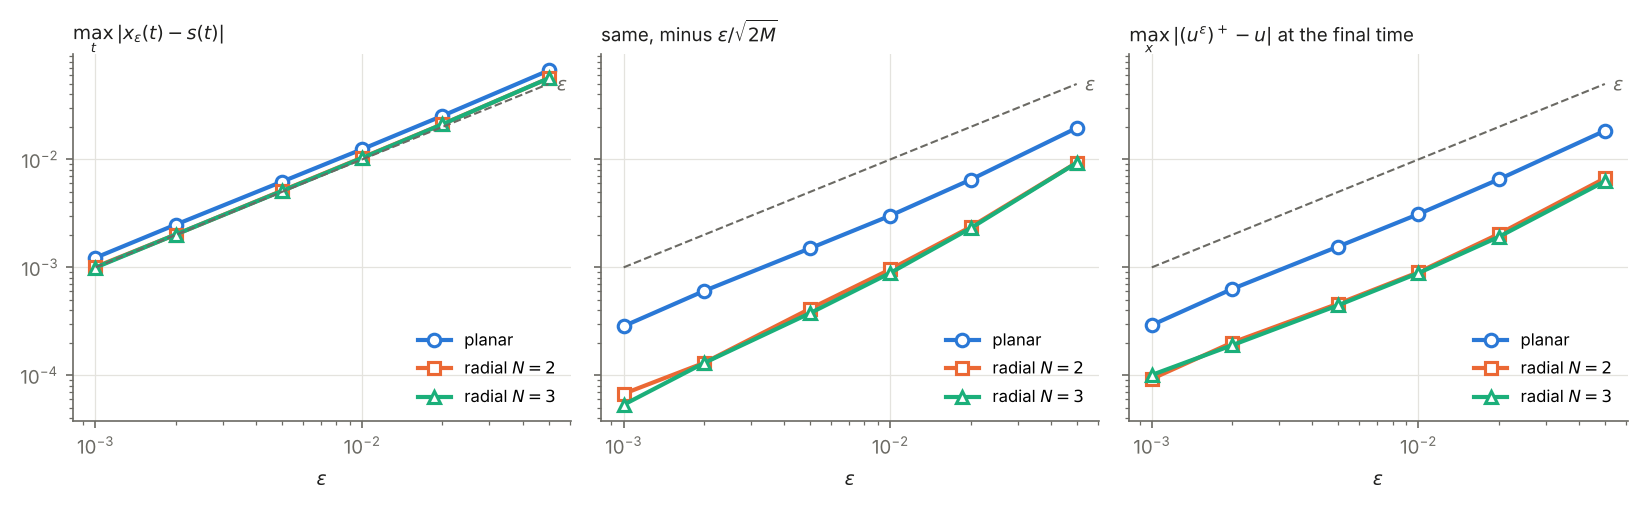 max |xε(t) − s(t)|
t
ε
10⁻²
10⁻³
10⁻⁴
planar
radial N = 2
radial N = 3
10⁻³
10⁻²
ε
same, minus ε/√2M
ε
planar
radial N = 2
radial N = 3
10⁻³
10⁻²
ε
max |(uᵋ)⁺ − u| at the final time
x
ε
planar
radial N = 2
radial N = 3
10⁻³
10⁻²
ε